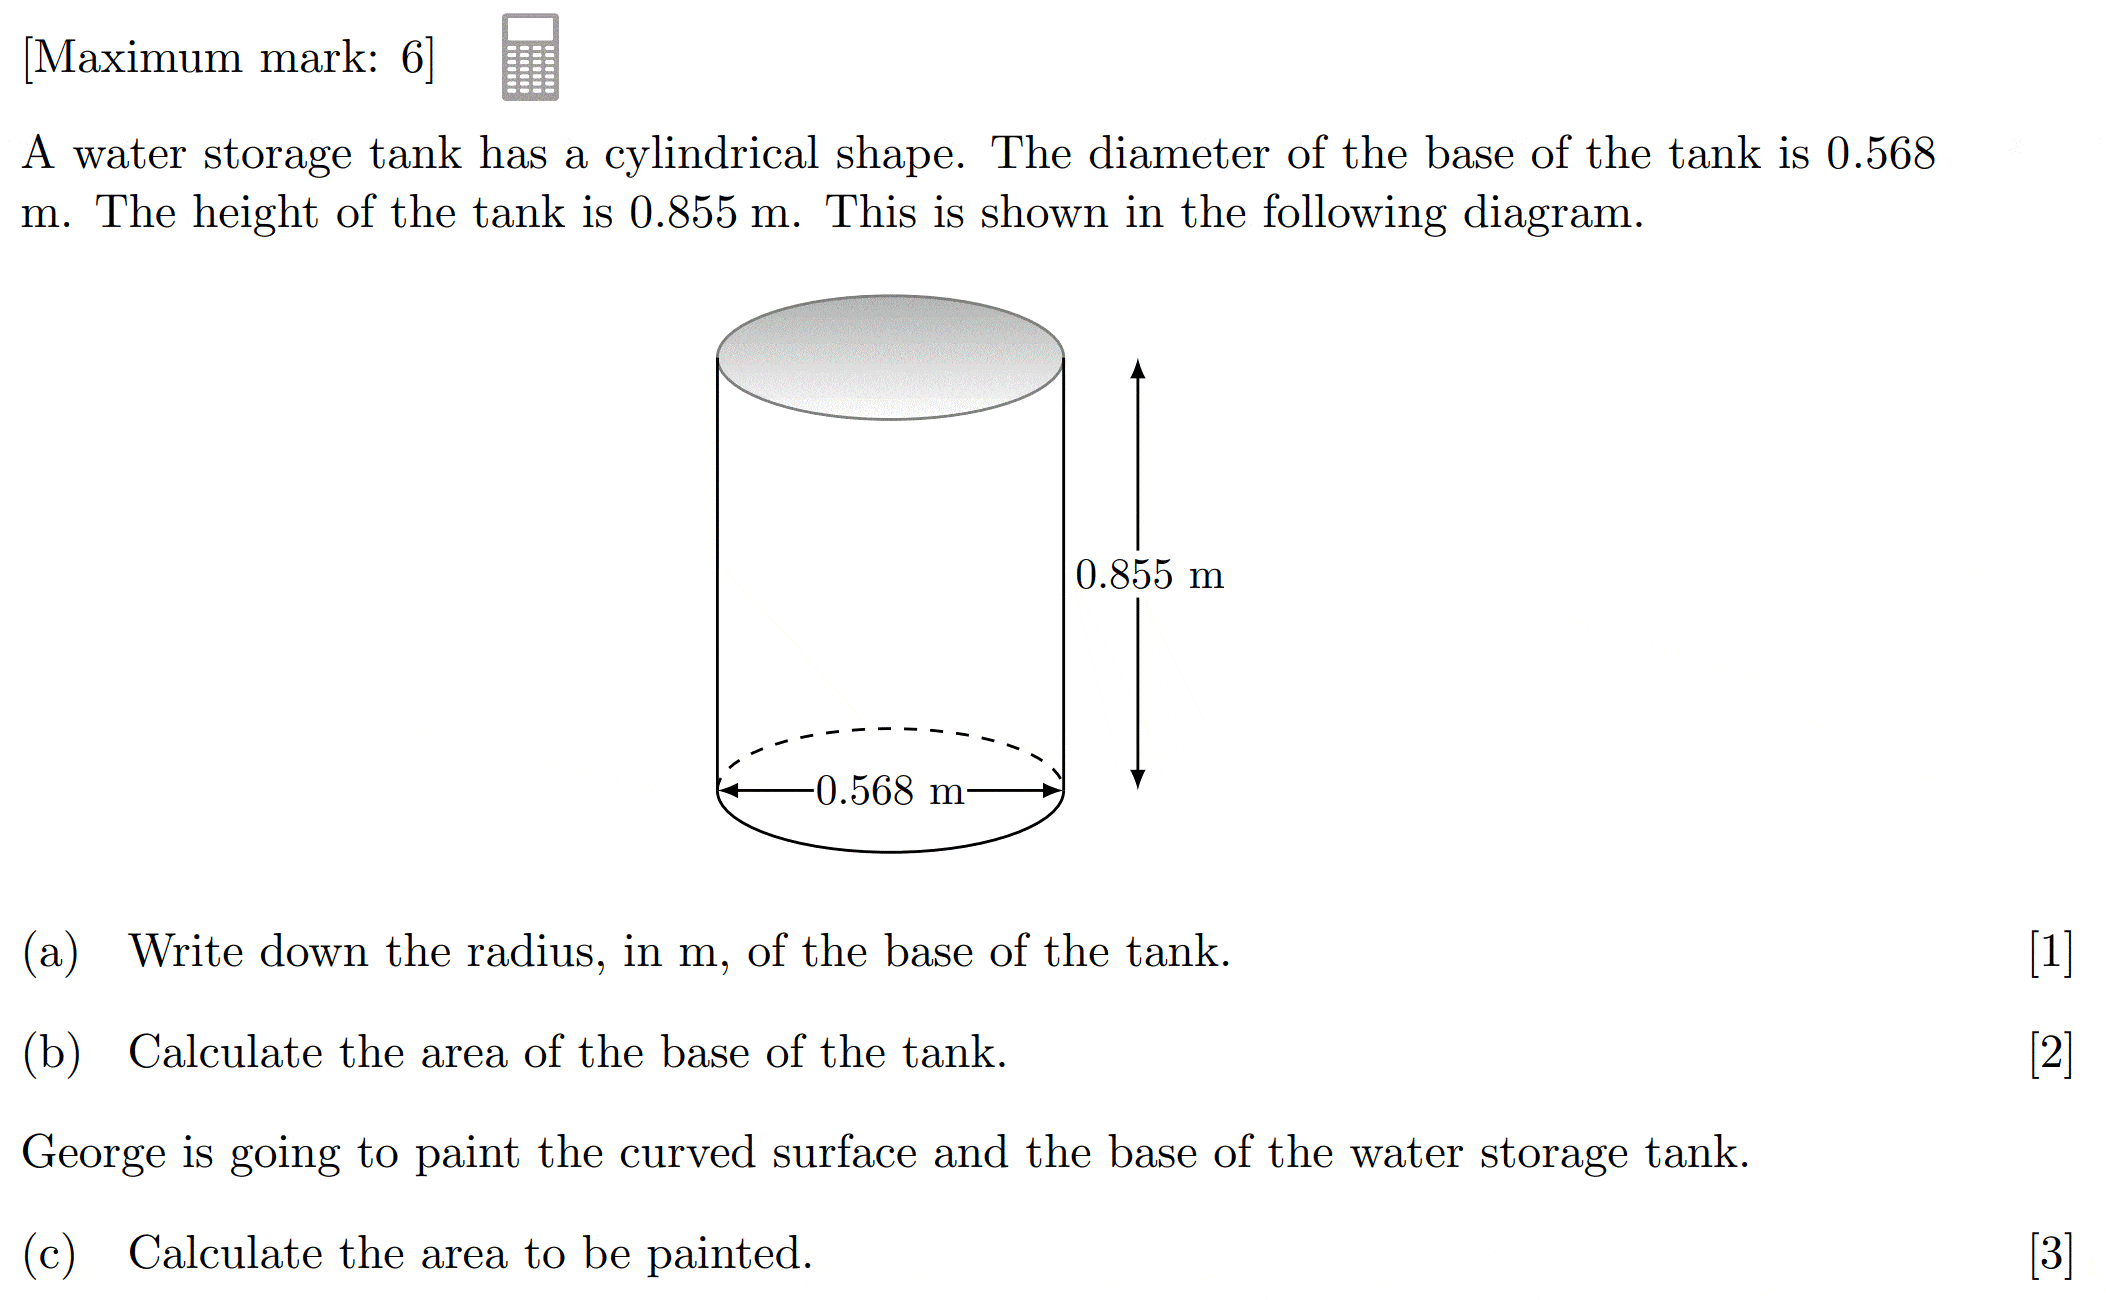 [Maximum mark: 6]
A water storage tank has a cylindrical shape. The diameter of the base of the tank is 0.568
m. The height of the tank is 0.855 m. This is shown in the following diagram.
0.855 m
0.568 m
(a) Write down the radius, in m, of the base of the tank. [1]
(b) Calculate the area of the base of the tank. [2]
George is going to paint the curved surface and the base of the water storage tank.
(c) Calculate the area to be painted. [3]